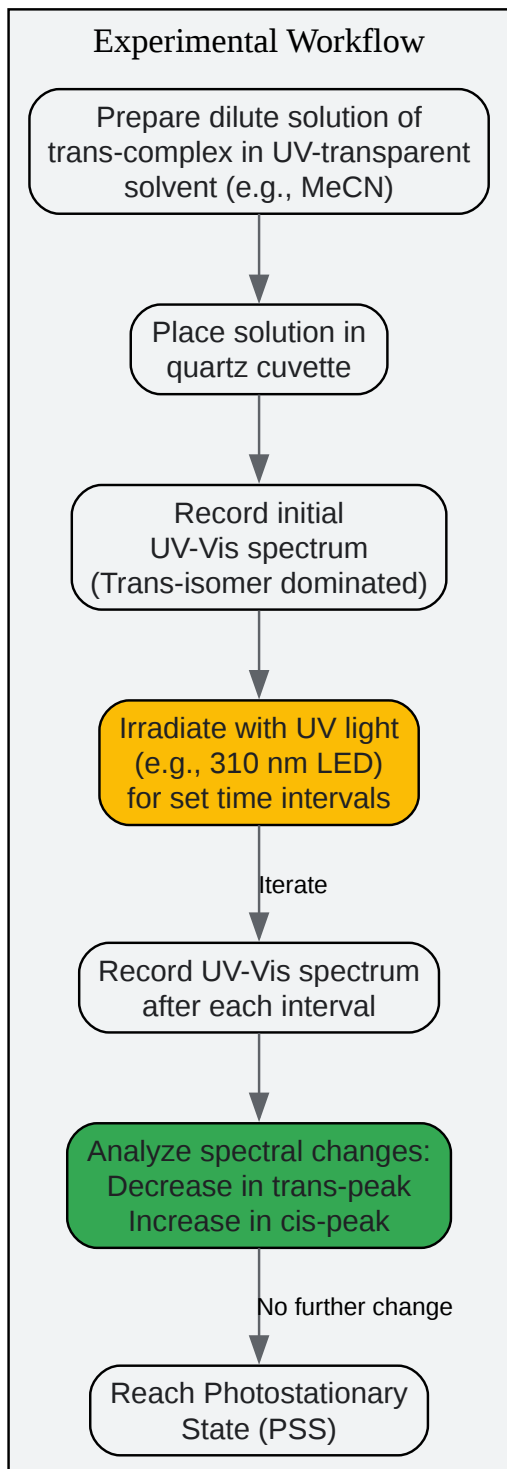 Experimental Workflow
Prepare dilute solution of
trans-complex in UV-transparent
solvent (e.g., MeCN)
Place solution in
quartz cuvette
Record initial
UV-Vis spectrum
(Trans-isomer dominated)
Irradiate with UV light
(e.g., 310 nm LED)
for set time intervals
Iterate
Record UV-Vis spectrum
after each interval
Analyze spectral changes:
Decrease in trans-peak
Increase in cis-peak
No further change
Reach Photostationary
State (PSS)